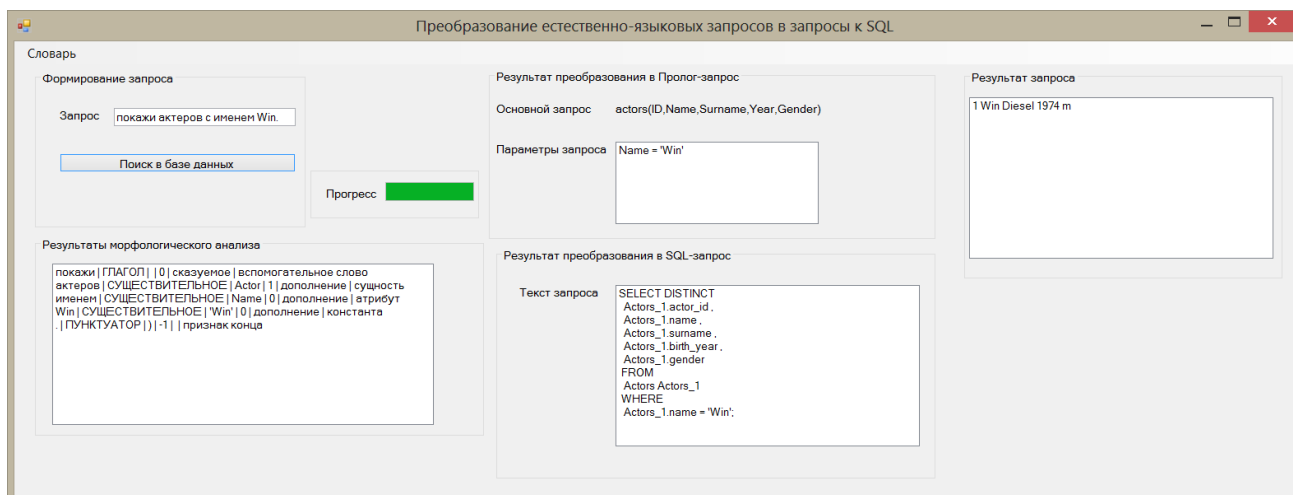 Преобразование естественно-языковых запросов в запросы к SQL
Словарь
Формирование запроса
Запрос
покажи актеров с именем Win.
Поиск в базе данных
Прогресс
Результаты морфологического анализа
покажи | ГЛАГОЛ | | 0 | сказуемое | вспомогательное слово
актеров | СУЩЕСТВИТЕЛЬНОЕ | Actor | 1 | дополнение | сущность
именем | СУЩЕСТВИТЕЛЬНОЕ | Name | 0 | дополнение | атрибут
Win | СУЩЕСТВИТЕЛЬНОЕ | 'Win' | 0 | дополнение | константа
. | ПУНКТУАТОР | ) | -1 | | признак конца
Результат преобразования в Пролог-запрос
Основной запрос actors(ID,Name,Surname,Year,Gender)
Параметры запроса Name = 'Win'
Результат преобразования в SQL-запрос
Текст запроса
SELECT DISTINCT
Actors_1.actor_id ,
Actors_1.name ,
Actors_1.surname ,
Actors_1.birth_year ,
Actors_1.gender
FROM
Actors Actors_1
WHERE
Actors_1.name = 'Win';
Результат запроса
1 Win Diesel 1974 m